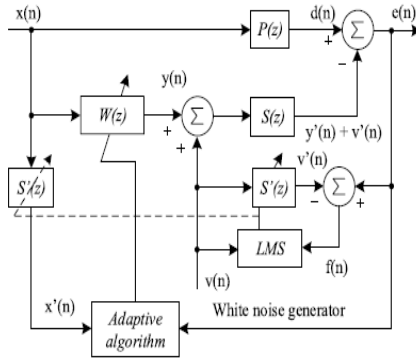 x(n)
d(n)
e(n)
P(z)
Σ
+
−
y(n)
W(z)
Σ
+
+
S(z)
y'(n) + v'(n)
v'(n)
S'(z)
S'(z)
Σ
−
+
LMS
f(n)
v(n)
x'(n)
White noise generator
Adaptive
algorithm